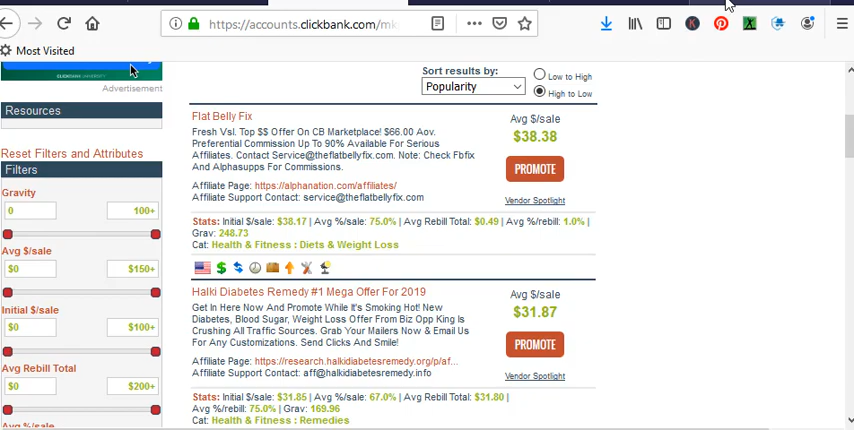 https://accounts.clickbank.com/mk
Most Visited
CLICKBANK UNIVERSITY
Advertisement
Resources
Reset Filters and Attributes
Filters
Gravity
0 100+
Avg $/sale
$0 $150+
Initial $/sale
$0 $100+
Avg Rebill Total
$0 $200+
Avg %/sale
Sort results by:
Popularity
Low to High
High to Low
Flat Belly Fix
Fresh Vsl. Top $$ Offer On CB Marketplace! $66.00 Aov.
Preferential Commission Up To 90% Available For Serious
Affiliates. Contact Service@theflatbellyfix.com. Note: Check Fbfix
And Alphasupps For Commissions.
Affiliate Page: https://alphanation.com/affiliates/
Affiliate Support Contact: service@theflatbellyfix.com
Avg $/sale
$38.38
PROMOTE
Vendor Spotlight
Stats: Initial $/sale: $38.17 | Avg %/sale: 75.0% | Avg Rebill Total: $0.49 | Avg %/rebill: 1.0% |
Grav: 248.73
Cat: Health & Fitness : Diets & Weight Loss
Halki Diabetes Remedy #1 Mega Offer For 2019
Get In Here Now And Promote While It's Smoking Hot! New
Diabetes, Blood Sugar, Weight Loss Offer From Biz Opp King Is
Crushing All Traffic Sources. Grab Your Mailers Now & Email Us
For Any Customizations. Send Clicks And Smile!
Affiliate Page: https://research.halkidiabetesremedy.org/p/af...
Affiliate Support Contact: aff@halkidiabetesremedy.info
Avg $/sale
$31.87
PROMOTE
Vendor Spotlight
Stats: Initial $/sale: $31.85 | Avg %/sale: 67.0% | Avg Rebill Total: $31.80 |
Avg %/rebill: 75.0% | Grav: 169.96
Cat: Health & Fitness : Remedies